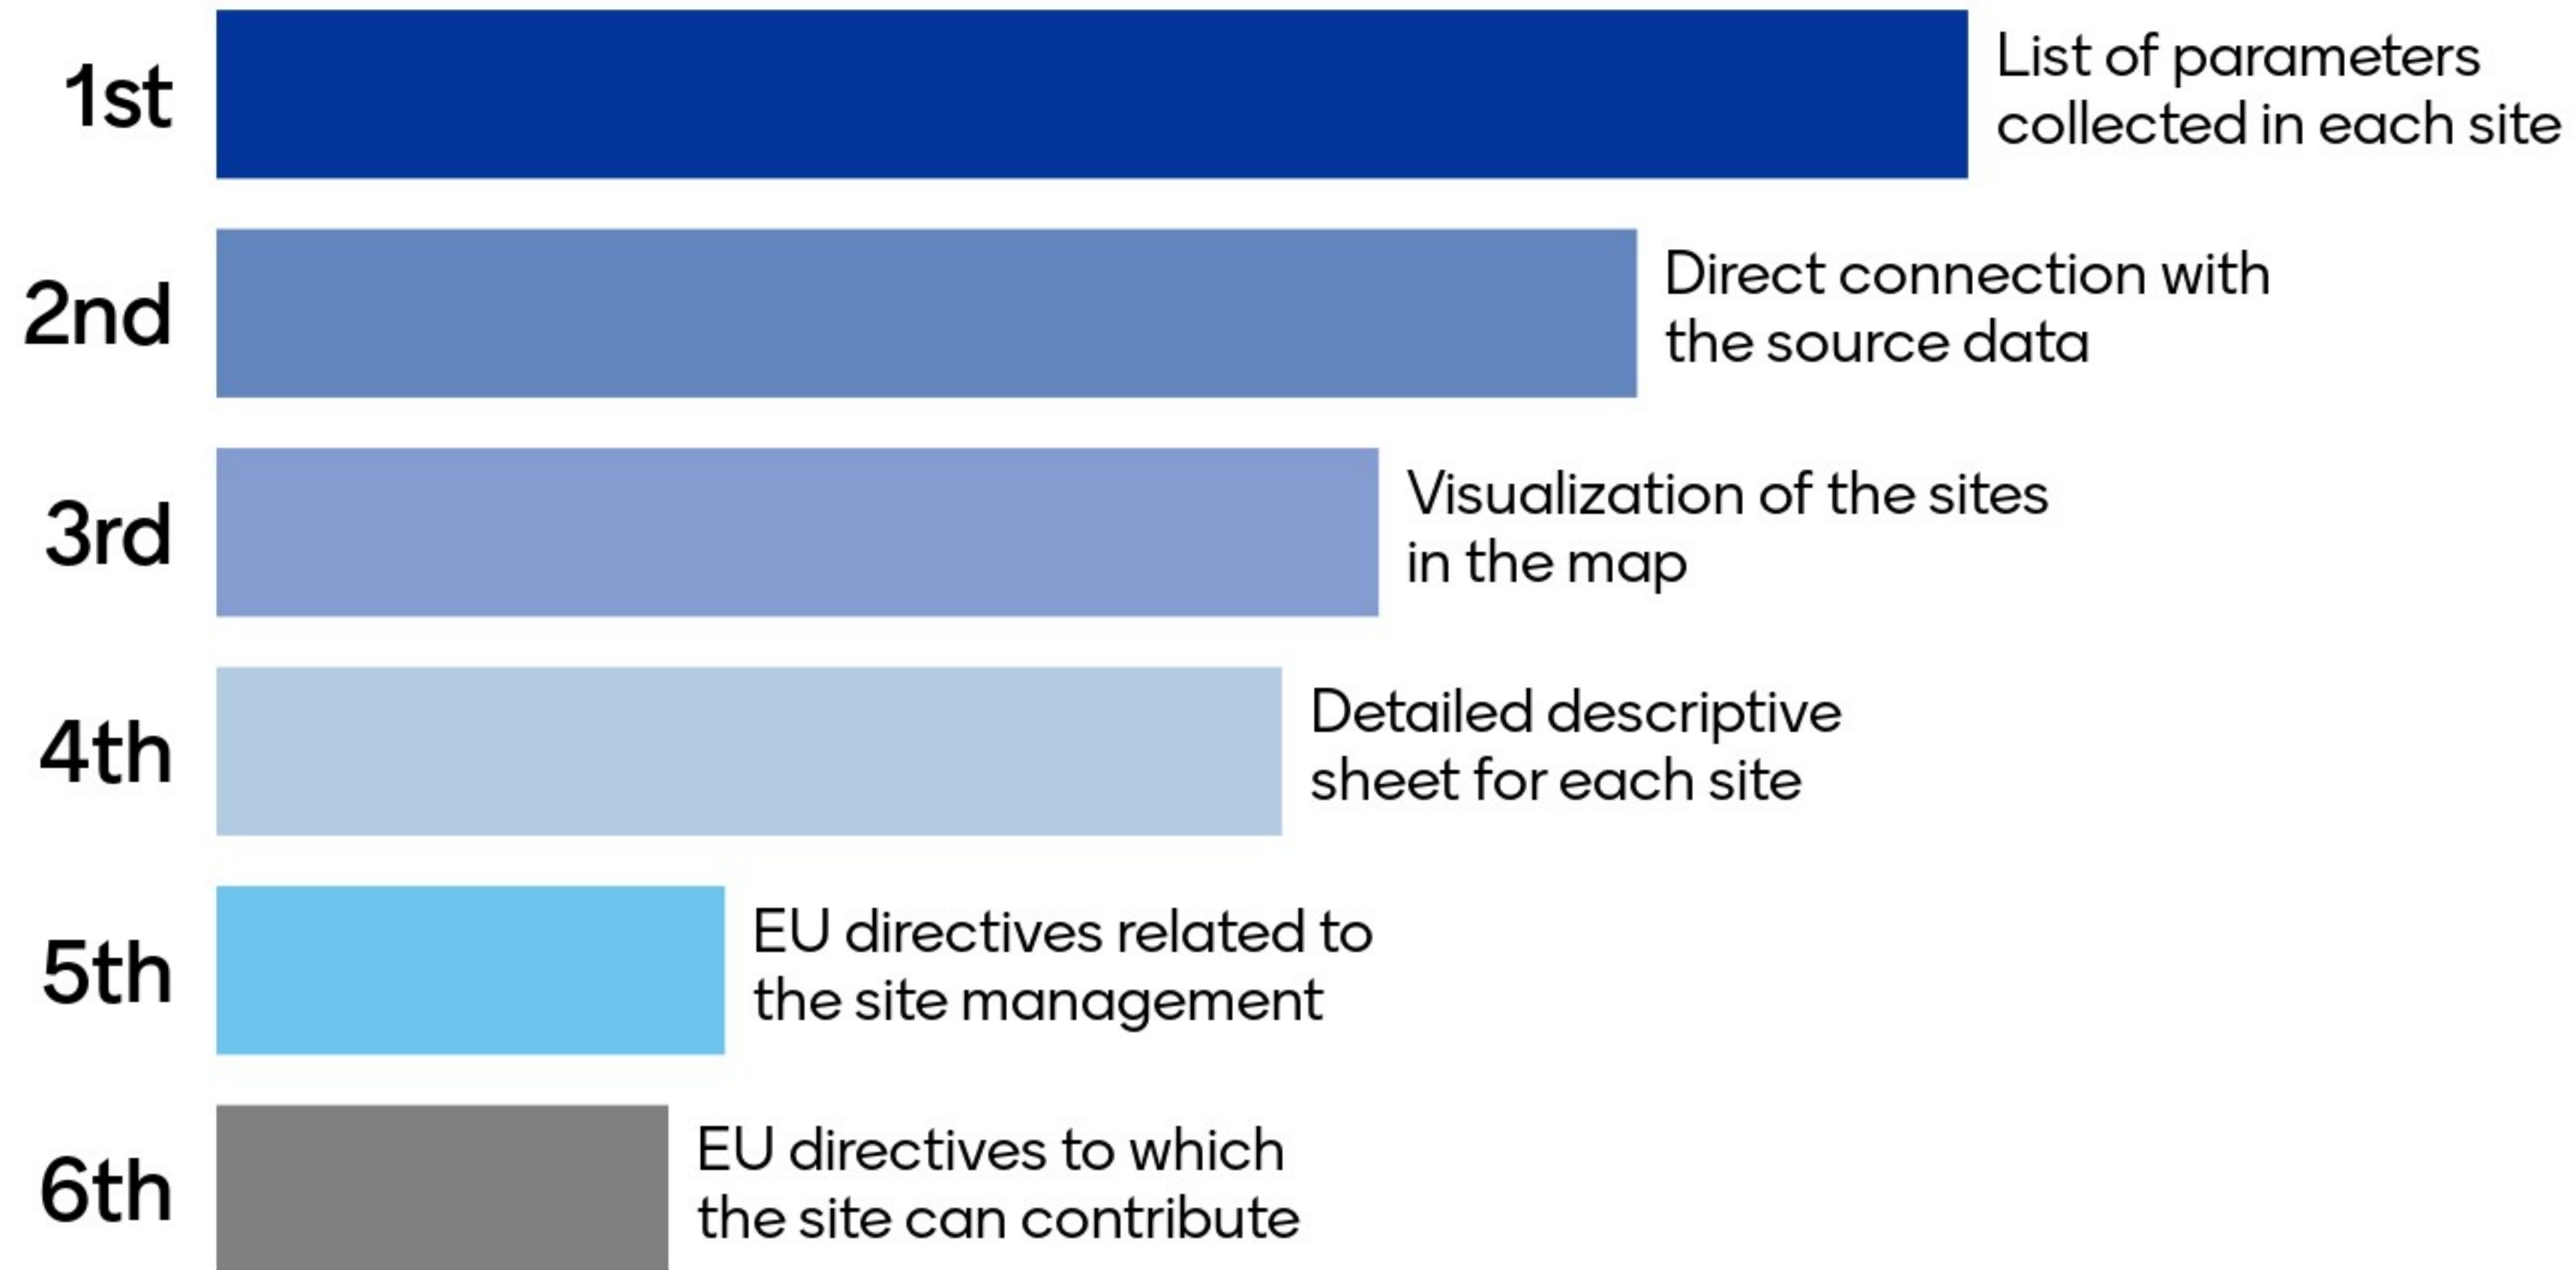 1st
List of parameters
collected in each site
2nd
Direct connection with
the source data
3rd
Visualization of the sites
in the map
4th
Detailed descriptive
sheet for each site
5th
EU directives related to
the site management
6th
EU directives to which
the site can contribute